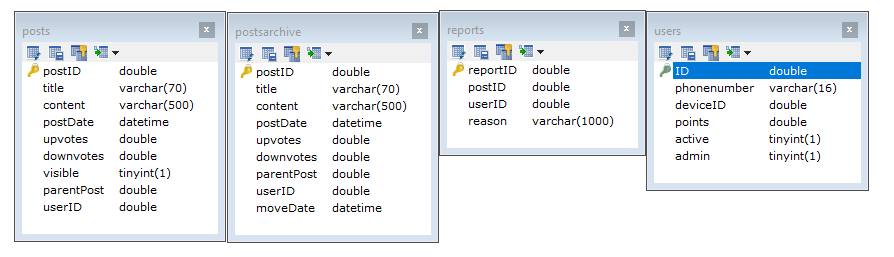 posts
postID double
title varchar(70)
content varchar(500)
postDate datetime
upvotes double
downvotes double
visible tinyint(1)
parentPost double
userID double
postsarchive
postID double
title varchar(70)
content varchar(500)
postDate datetime
upvotes double
downvotes double
parentPost double
userID double
moveDate datetime
reports
reportID double
postID double
userID double
reason varchar(1000)
users
ID double
phonenumber varchar(16)
deviceID double
points double
active tinyint(1)
admin tinyint(1)